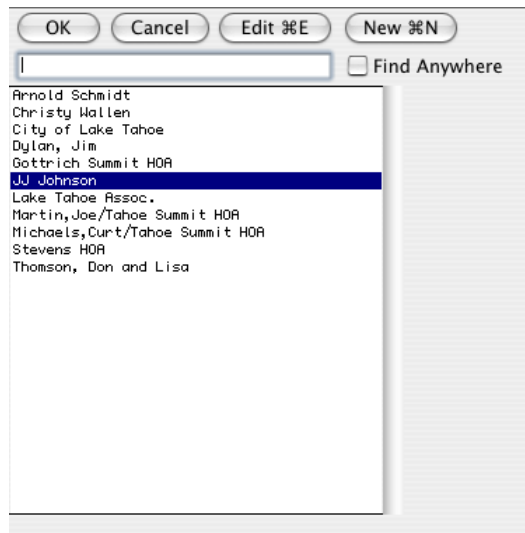 OK Cancel Edit ⌘E New ⌘N
Find Anywhere
Arnold Schmidt
Christy Wallen
City of Lake Tahoe
Dylan, Jim
Gottrich Summit HOA
JJ Johnson
Lake Tahoe Assoc.
Martin,Joe/Tahoe Summit HOA
Michaels,Curt/Tahoe Summit HOA
Stevens HOA
Thomson, Don and Lisa